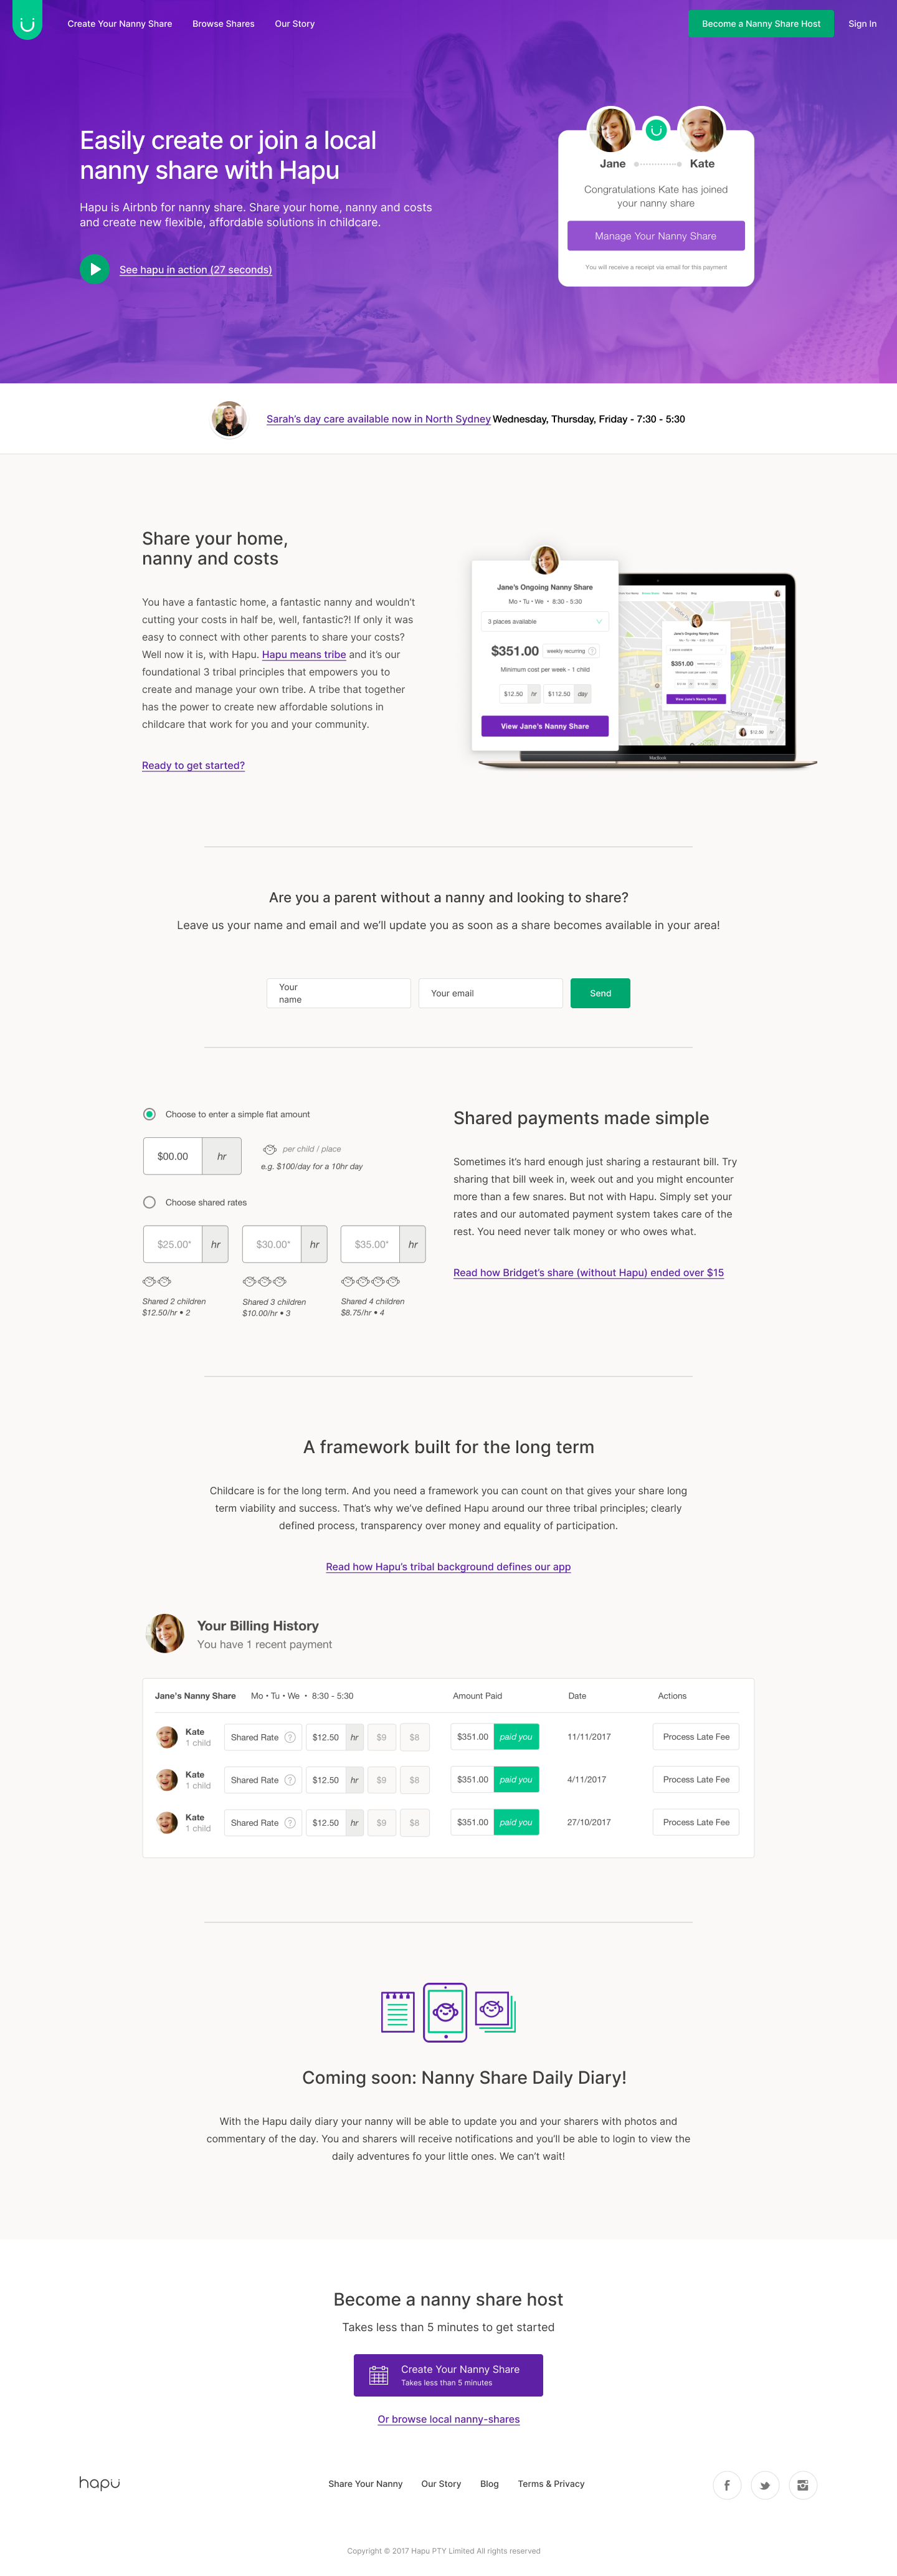 Create Your Nanny Share
Browse Shares
Our Story
Become a Nanny Share Host
Sign In
Easily create or join a local
nanny share with Hapu
Hapu is Airbnb for nanny share. Share your home, nanny and costs
and create new flexible, affordable solutions in childcare.
See hapu in action (27 seconds)
Jane
Kate
Congratulations Kate has joined
your nanny share
Manage Your Nanny Share
You will receive a receipt via email for this payment
Sarah's day care available now in North Sydney Wednesday, Thursday, Friday - 7:30 - 5:30
Share your home,
nanny and costs
You have a fantastic home, a fantastic nanny and wouldn't
cutting your costs in half be, well, fantastic?! If only it was
easy to connect with other parents to share your costs?
Well now it is, with Hapu. Hapu means tribe and it's our
foundational 3 tribal principles that empowers you to
create and manage your own tribe. A tribe that together
has the power to create new affordable solutions in
childcare that work for you and your community.
Ready to get started?
Jane's Ongoing Nanny Share
Mo • Tu • We • 8:30 - 5:30
3 places available
$351.00 weekly recurring ?
Minimum cost per week - 1 child
$12.50 hr $112.50 day
View Jane's Nanny Share
Jane's Ongoing Nanny Share
$351.00
View Jane's Nanny Share
$12.50 hr
MacBook
Are you a parent without a nanny and looking to share?
Leave us your name and email and we'll update you as soon as a share becomes available in your area!
Your
name
Your email
Send
Choose to enter a simple flat amount
$00.00 hr
per child / place
e.g. $100/day for a 10hr day
Choose shared rates
$25.00* hr
$30.00* hr
$35.00* hr
Shared 2 children
$12.50/hr • 2
Shared 3 children
$10.00/hr • 3
Shared 4 children
$8.75/hr • 4
Shared payments made simple
Sometimes it's hard enough just sharing a restaurant bill. Try
sharing that bill week in, week out and you might encounter
more than a few snares. But not with Hapu. Simply set your
rates and our automated payment system takes care of the
rest. You need never talk money or who owes what.
Read how Bridget's share (without Hapu) ended over $15
A framework built for the long term
Childcare is for the long term. And you need a framework you can count on that gives your share long
term viability and success. That's why we've defined Hapu around our three tribal principles; clearly
defined process, transparency over money and equality of participation.
Read how Hapu's tribal background defines our app
Your Billing History
You have 1 recent payment
Jane's Nanny Share Mo • Tu • We • 8:30 - 5:30 Amount Paid Date Actions
Kate
1 child
Shared Rate ? $12.50 hr $9 $8 $351.00 paid you 11/11/2017 Process Late Fee
Kate
1 child
Shared Rate ? $12.50 hr $9 $8 $351.00 paid you 4/11/2017 Process Late Fee
Kate
1 child
Shared Rate ? $12.50 hr $9 $8 $351.00 paid you 27/10/2017 Process Late Fee
Coming soon: Nanny Share Daily Diary!
With the Hapu daily diary your nanny will be able to update you and your sharers with photos and
commentary of the day. You and sharers will receive notifications and you'll be able to login to view the
daily adventures fo your little ones. We can't wait!
Become a nanny share host
Takes less than 5 minutes to get started
Create Your Nanny Share
Takes less than 5 minutes
Or browse local nanny-shares
hapu
Share Your Nanny
Our Story
Blog
Terms & Privacy
Copyright © 2017 Hapu PTY Limited All rights reserved